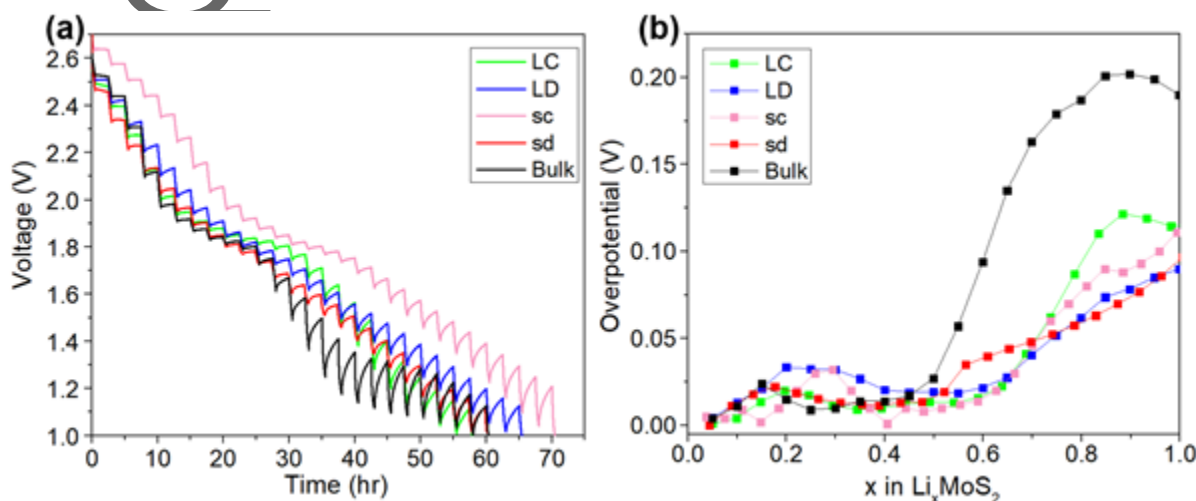 (a)
2.6
2.4
2.2
2.0
1.8
1.6
1.4
1.2
1.0
Voltage (V)
0 10 20 30 40 50 60 70
Time (hr)
LC
LD
sc
sd
Bulk
(b)
0.20
0.15
0.10
0.05
0.00
Overpotential (V)
0.0 0.2 0.4 0.6 0.8 1.0
x in LiₓMoS₂
LC
LD
sc
sd
Bulk